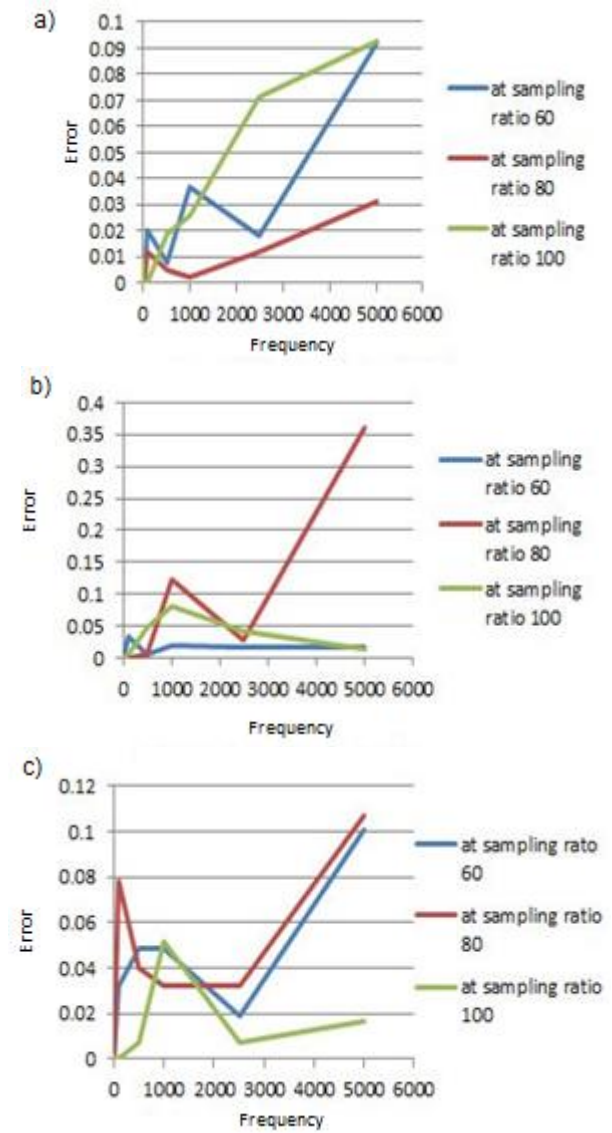 a)
0.1
0.09
0.08
0.07
0.06
0.05
0.04
0.03
0.02
0.01
0
Error
0 1000 2000 3000 4000 5000 6000
Frequency
at sampling
ratio 60
at sampling
ratio 80
at sampling
ratio 100
b)
0.4
0.35
0.3
0.25
0.2
0.15
0.1
0.05
0
Error
0 1000 2000 3000 4000 5000 6000
Frequency
at sampling
ratio 60
at sampling
ratio 80
at sampling
ratio 100
c)
0.12
0.1
0.08
0.06
0.04
0.02
0
Error
0 1000 2000 3000 4000 5000 6000
Frequency
at sampling rato
60
at sampling ratio
80
at sampling ratio
100